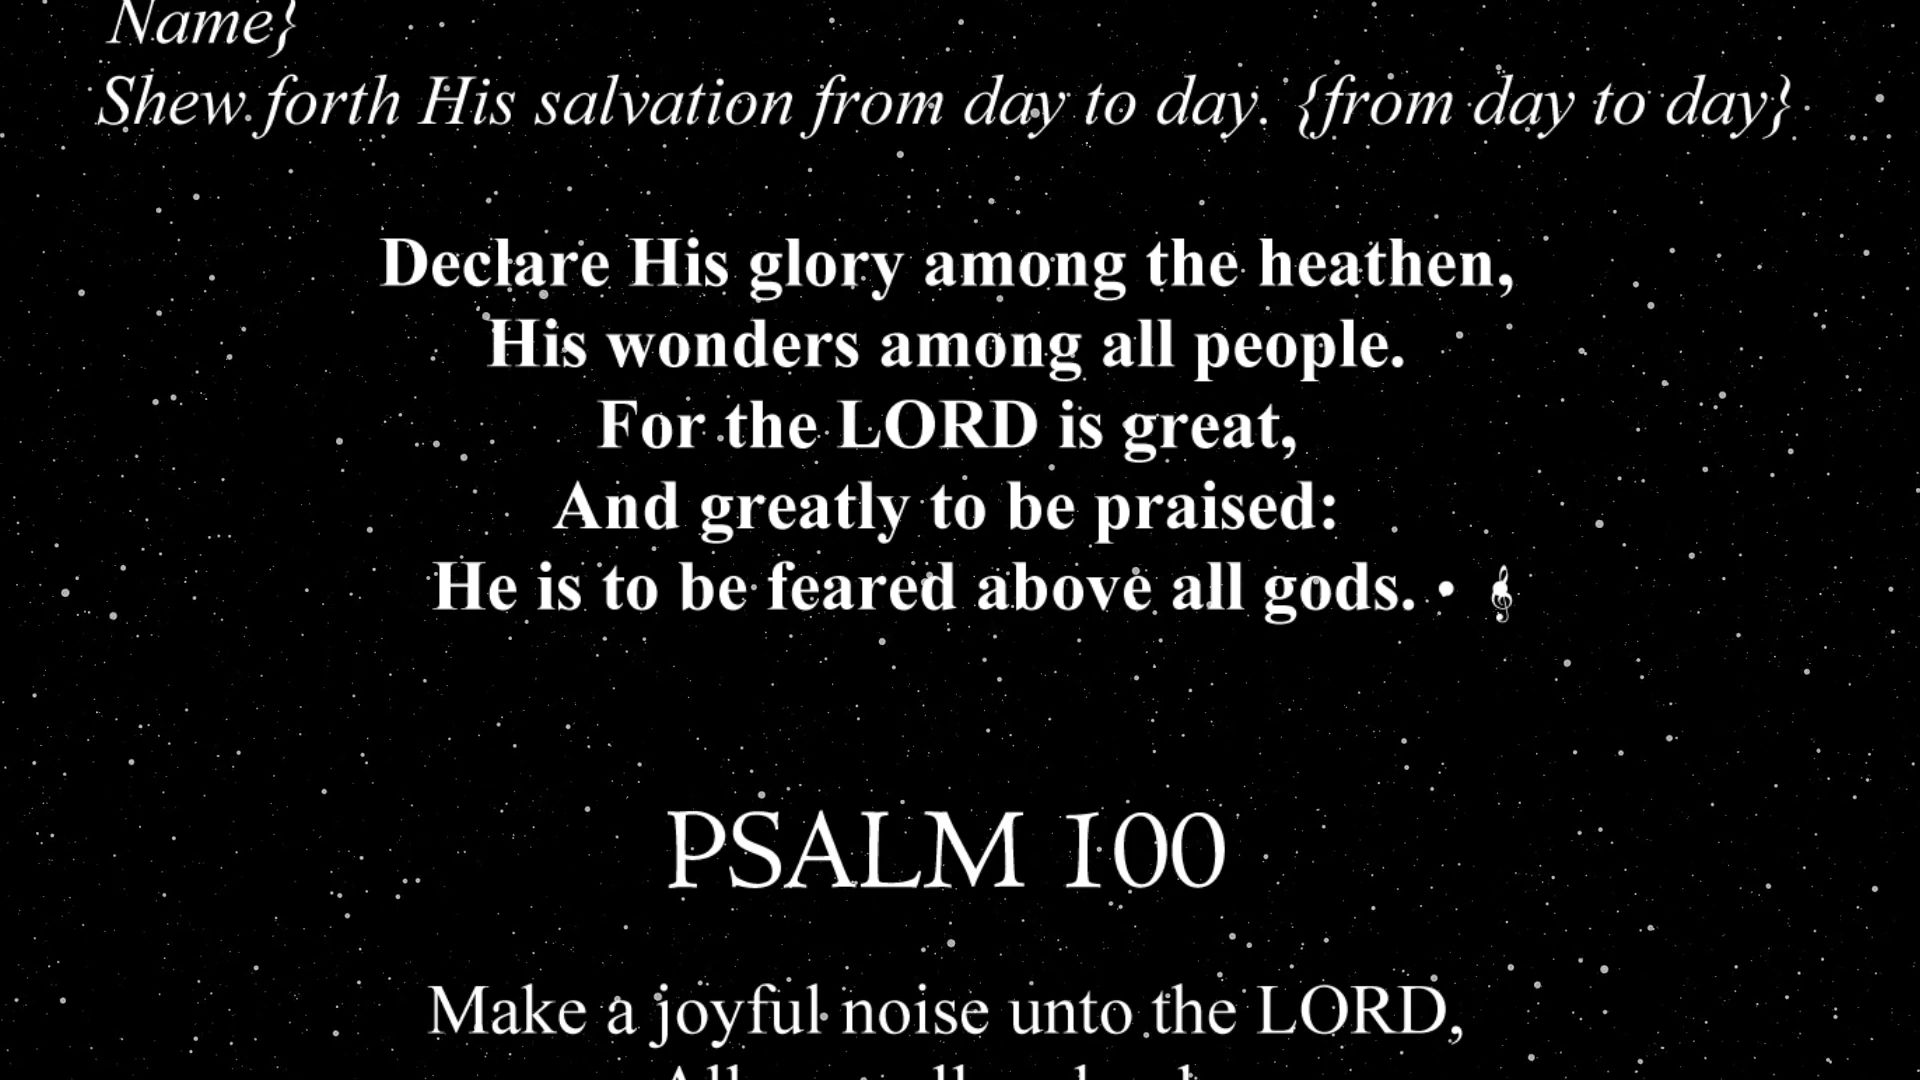 Name}
Shew forth His salvation from day to day. {from day to day}
Declare His glory among the heathen,
His wonders among all people.
For the LORD is great,
And greatly to be praised:
He is to be feared above all gods. •
PSALM 100
Make a joyful noise unto the LORD,